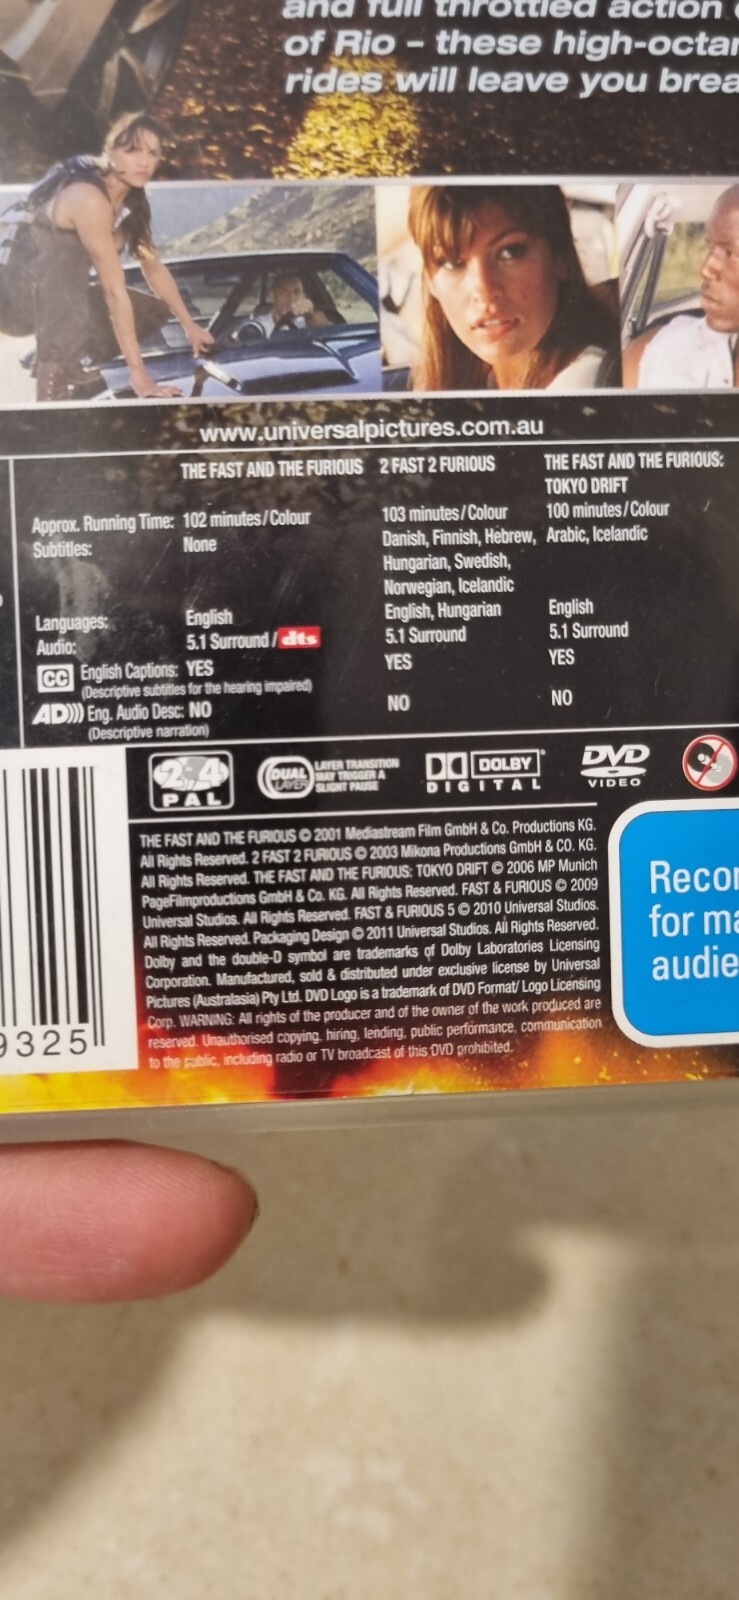 and full throttled action
of Rio – these high-octan
rides will leave you brea
www.universalpictures.com.au
THE FAST AND THE FURIOUS 2 FAST 2 FURIOUS THE FAST AND THE FURIOUS:
TOKYO DRIFT
Approx. Running Time: 102 minutes/Colour 103 minutes/Colour 100 minutes/Colour
Subtitles: None Danish, Finnish, Hebrew, Arabic, Icelandic
Hungarian, Swedish,
Norwegian, Icelandic
Languages: English English, Hungarian English
Audio: 5.1 Surround / dts 5.1 Surround 5.1 Surround
CC English Captions: YES YES YES
(Descriptive subtitles for the hearing impaired)
AD))) Eng. Audio Desc: NO NO NO
(Descriptive narration)
2-4
PAL
DUAL
LAYER
LAYER TRANSITION
MAY TRIGGER A
SLIGHT PAUSE
DOLBY
DIGITAL
DVD
VIDEO
THE FAST AND THE FURIOUS © 2001 Mediastream Film GmbH & Co. Productions KG.
All Rights Reserved. 2 FAST 2 FURIOUS © 2003 Mikona Productions GmbH & CO. KG.
All Rights Reserved. THE FAST AND THE FURIOUS: TOKYO DRIFT © 2006 MP Munich
PageFilmproductions GmbH & Co. KG. All Rights Reserved. FAST & FURIOUS © 2009
Universal Studios. All Rights Reserved. FAST & FURIOUS 5 © 2010 Universal Studios.
All Rights Reserved. Packaging Design © 2011 Universal Studios. All Rights Reserved.
Dolby and the double-D symbol are trademarks of Dolby Laboratories Licensing
Corporation. Manufactured, sold & distributed under exclusive license by Universal
Pictures (Australasia) Pty Ltd. DVD Logo is a trademark of DVD Format/ Logo Licensing
Corp. WARNING: All rights of the producer and of the owner of the work produced are
reserved. Unauthorised copying, hiring, lending, public performance, communication
to the public, including radio or TV broadcast of this DVD prohibited.
Recor
for ma
audie
9325